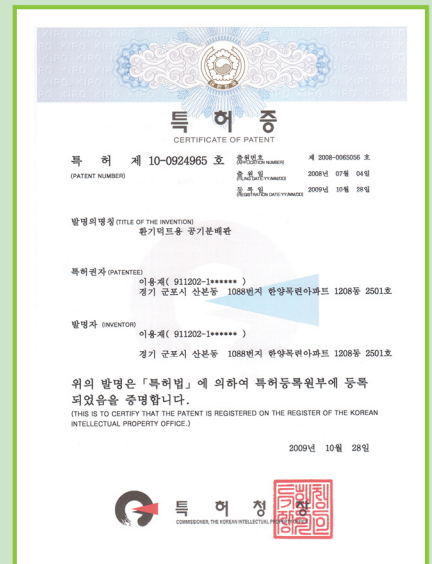 특허증
CERTIFICATE OF PATENT
특 허 제 10-0924965 호
(PATENT NUMBER)
출원번호 (APPLICATION NUMBER) 제 2008-0065056 호
출원일 (FILING DATE:YY/MM/DD) 2008년 07월 04일
등록일 (REGISTRATION DATE:YY/MM/DD) 2009년 10월 28일
발명의명칭 (TITLE OF THE INVENTION)
환기덕트용 공기분배판
특허권자 (PATENTEE)
이용재( 911202-1****** )
경기 군포시 산본동 1088번지 한양목련아파트 1208동 2501호
발명자 (INVENTOR)
이용재( 911202-1****** )
경기 군포시 산본동 1088번지 한양목련아파트 1208동 2501호
위의 발명은 「특허법」에 의하여 특허등록원부에 등록
되었음을 증명합니다.
(THIS IS TO CERTIFY THAT THE PATENT IS REGISTERED ON THE REGISTER OF THE KOREAN
INTELLECTUAL PROPERTY OFFICE.)
2009년 10월 28일
특 허 청 장
COMMISSIONER, THE KOREAN INTELLECTUAL PROPERTY OFFICE